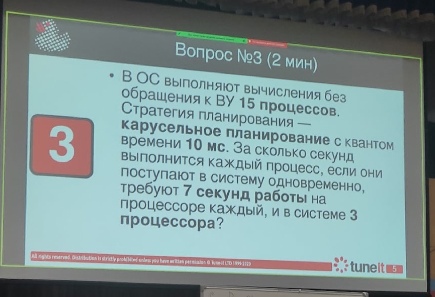 Вопрос №3 (2 мин)
3
• В ОС выполняют вычисления без
обращения к ВУ 15 процессов.
Стратегия планирования —
карусельное планирование с квантом
времени 10 мс. За сколько секунд
выполнится каждый процесс, если они
поступают в систему одновременно,
требуют 7 секунд работы на
процессоре каждый, и в системе 3
процессора?
All rights reserved. Distribution is strictly prohibited unless you have written permission © Tune-it LTD 1999-2020
tuneit 5